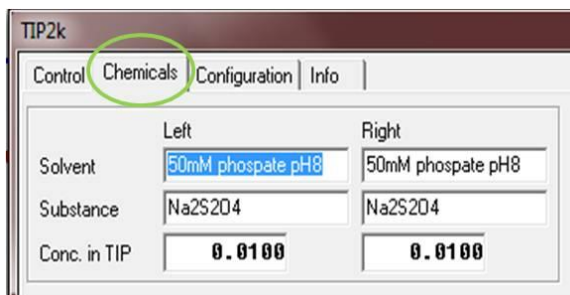 TIP2k
Control Chemicals Configuration Info
Left Right
Solvent 50mM phospate pH8 50mM phospate pH8
Substance Na2S2O4 Na2S2O4
Conc. in TIP 0.0100 0.0100